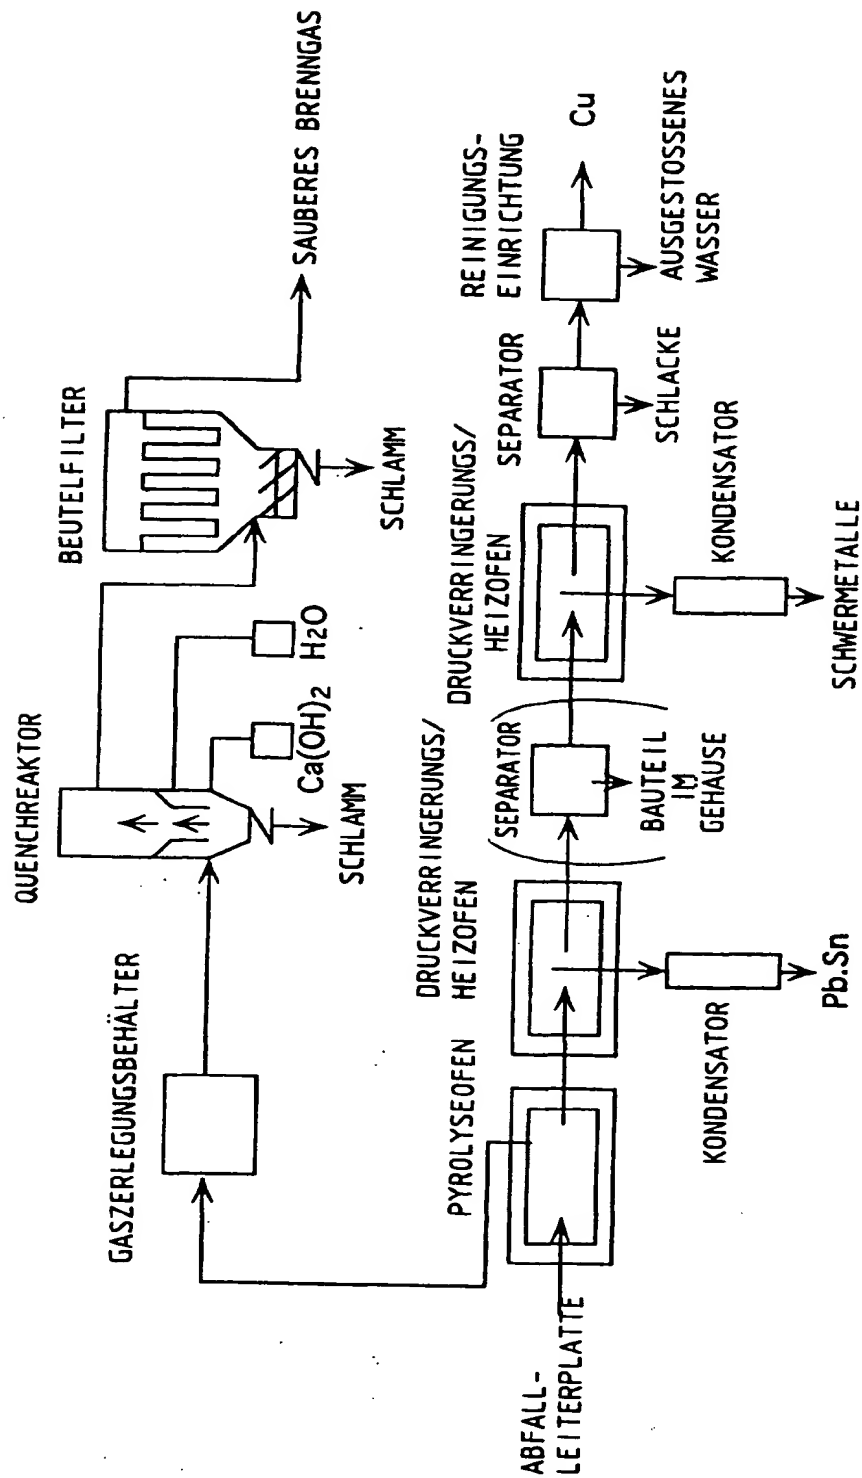 QUENCHREAKTOR
BEUTELFILTER
GASZERLEGUNGSBEHÄLTER
SAUBERES BRENNGAS
H2O
Ca(OH)2
SCHLAMM
SCHLAMM
ABFALL-
LEITERPLATTE
PYROLYSEOFEN
DRUCKVERRINGERUNGS/
HEIZOFEN
KONDENSATOR
Pb.Sn
SEPARATOR
BAUTEIL
IM
GEHAUSE
DRUCKVERRINGERUNGS/
HEIZOFEN
KONDENSATOR
SCHWERMETALLE
SEPARATOR
SCHLACKE
REINIGUNGS-
EINRICHTUNG
AUSGESTOSSENES
WASSER
Cu